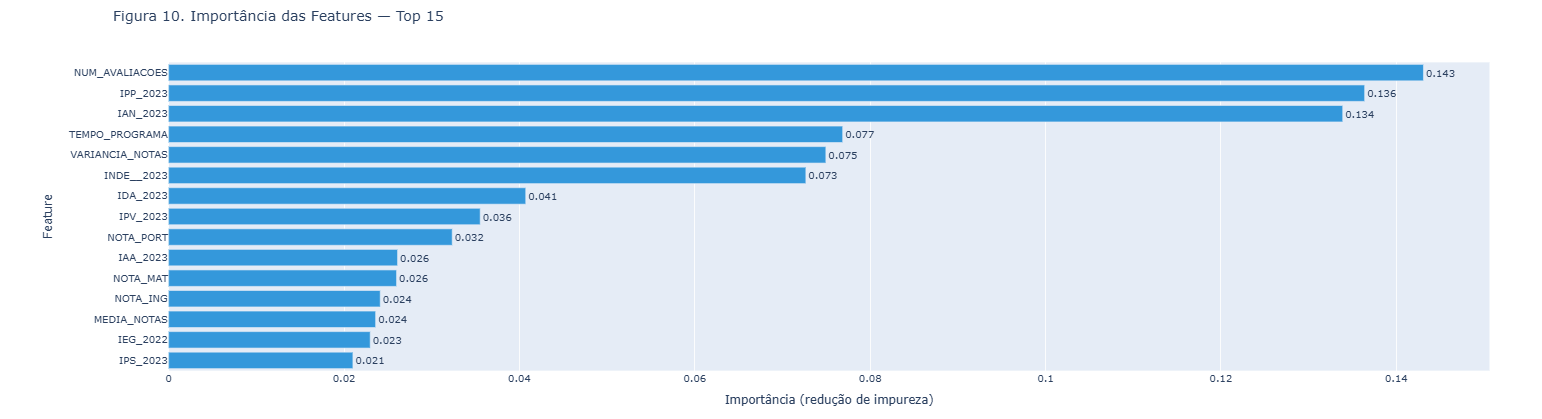 Figura 10. Importância das Features — Top 15
Feature
NUM_AVALIACOES 0.143
IPP_2023 0.136
IAN_2023 0.134
TEMPO_PROGRAMA 0.077
VARIANCIA_NOTAS 0.075
INDE__2023 0.073
IDA_2023 0.041
IPV_2023 0.036
NOTA_PORT 0.032
IAA_2023 0.026
NOTA_MAT 0.026
NOTA_ING 0.024
MEDIA_NOTAS 0.024
IEG_2022 0.023
IPS_2023 0.021
0 0.02 0.04 0.06 0.08 0.1 0.12 0.14
Importância (redução de impureza)